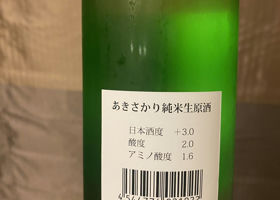 あきさかり純米生原酒
日本酒度 +3.0
酸度 2.0
アミノ酸度 1.6